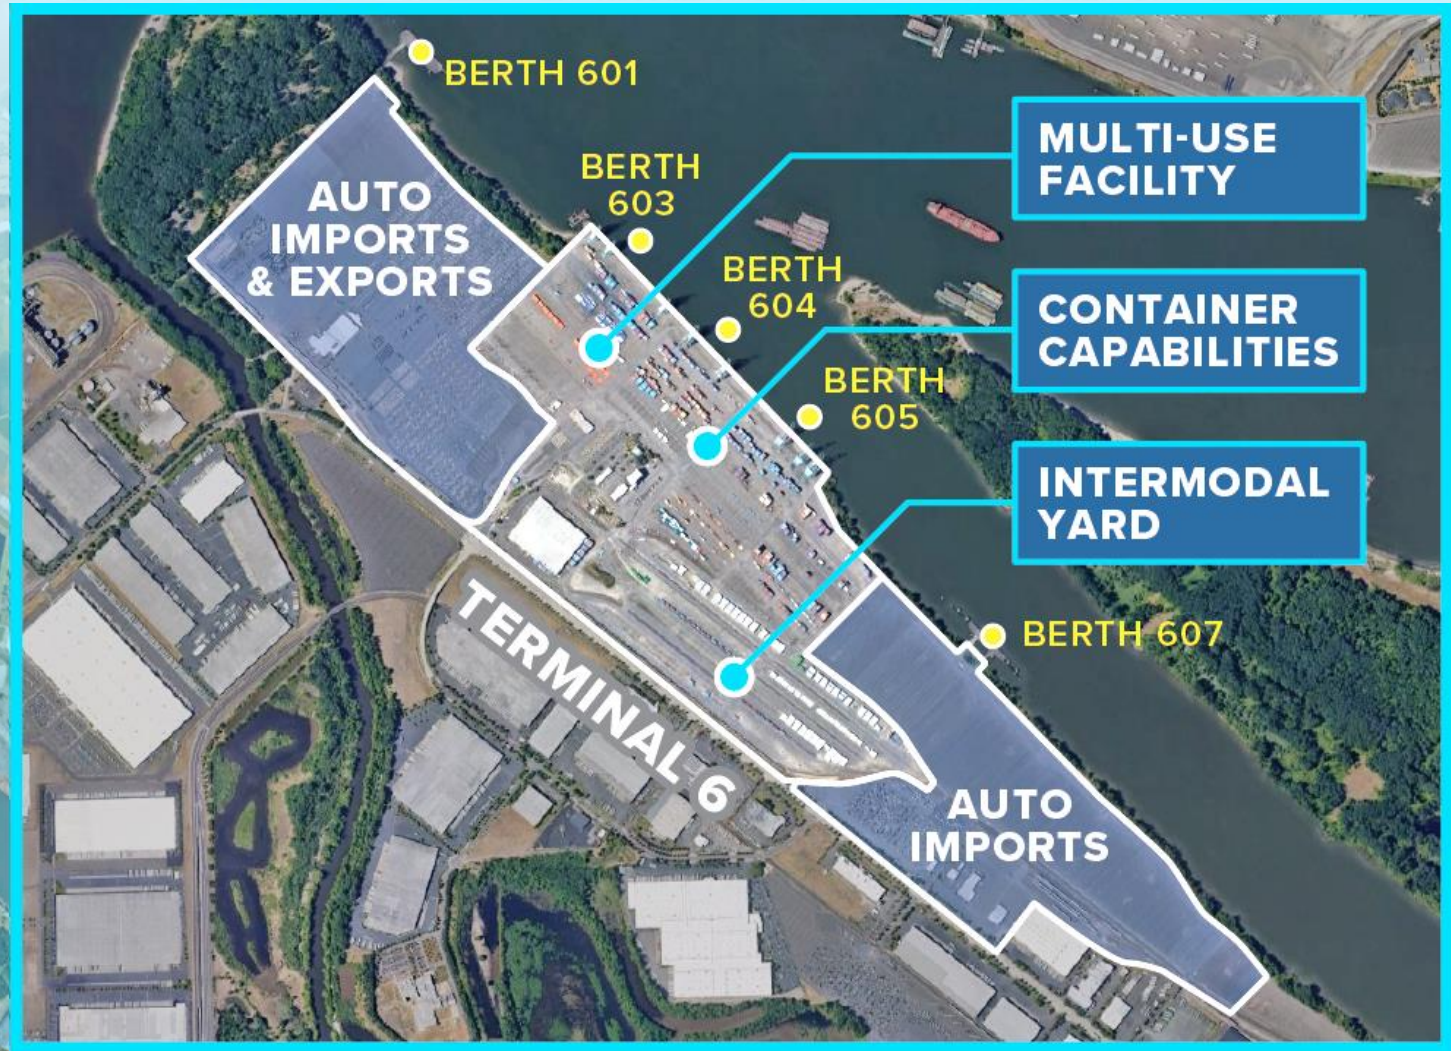 BERTH 601
AUTO
IMPORTS
& EXPORTS
BERTH
603
BERTH
604
BERTH
605
MULTI-USE
FACILITY
CONTAINER
CAPABILITIES
INTERMODAL
YARD
BERTH 607
TERMINAL 6
AUTO
IMPORTS